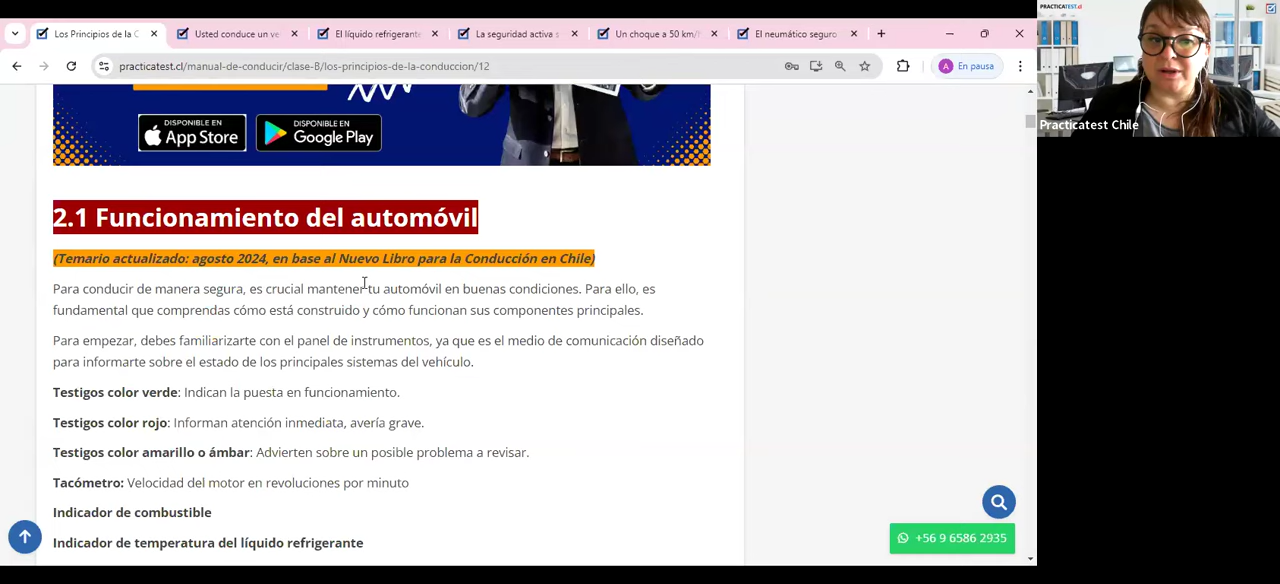 Los Principios de la C
Usted conduce un ve
El líquido refrigerante
La seguridad activa s
Un choque a 50 km/h
El neumático seguro
practicatest.cl/manual-de-conducir/clase-B/los-principios-de-la-conduccion/12
A
En pausa
PRACTICATEST.cl
Practicatest Chile
DISPONIBLE EN
App Store
DISPONIBLE EN
Google Play
2.1 Funcionamiento del automóvil
(Temario actualizado: agosto 2024, en base al Nuevo Libro para la Conducción en Chile)
Para conducir de manera segura, es crucial mantener tu automóvil en buenas condiciones. Para ello, es
fundamental que comprendas cómo está construido y cómo funcionan sus componentes principales.
Para empezar, debes familiarizarte con el panel de instrumentos, ya que es el medio de comunicación diseñado
para informarte sobre el estado de los principales sistemas del vehículo.
Testigos color verde: Indican la puesta en funcionamiento.
Testigos color rojo: Informan atención inmediata, avería grave.
Testigos color amarillo o ámbar: Advierten sobre un posible problema a revisar.
Tacómetro: Velocidad del motor en revoluciones por minuto
Indicador de combustible
Indicador de temperatura del líquido refrigerante
+56 9 6586 2935